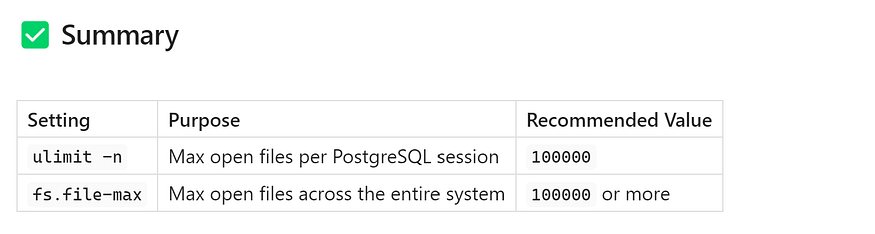 Summary
Setting Purpose Recommended Value
ulimit -n Max open files per PostgreSQL session 100000
fs.file-max Max open files across the entire system 100000 or more